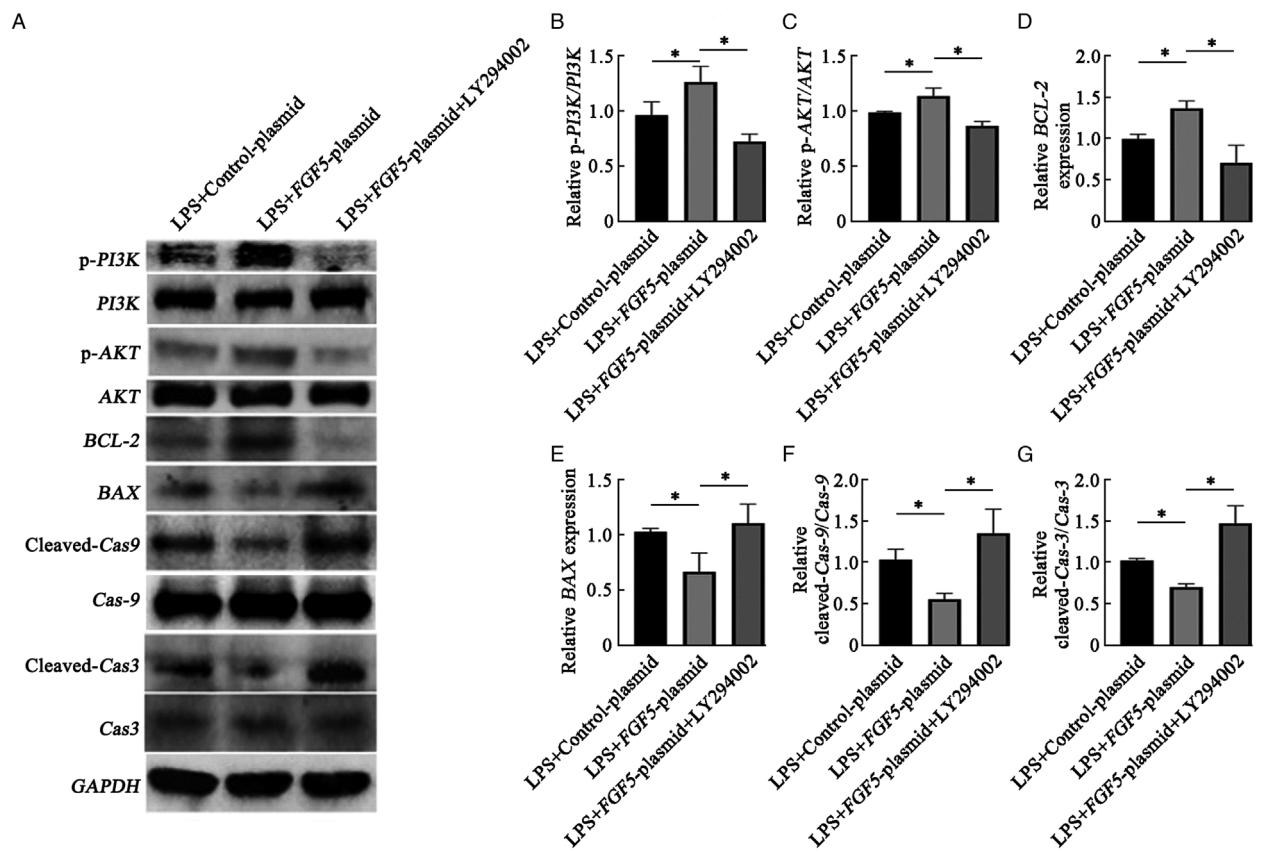 A
LPS+Control-plasmid
LPS+FGF5-plasmid
LPS+FGF5-plasmid+LY294002
p-PI3K
PI3K
p-AKT
AKT
BCL-2
BAX
Cleaved-Cas9
Cas-9
Cleaved-Cas3
Cas3
GAPDH
B
Relative p-PI3K/PI3K
1.5
1.0
0.5
0
*
*
LPS+Control-plasmid
LPS+FGF5-plasmid
LPS+FGF5-plasmid+LY294002
C
Relative p-AKT/AKT
1.5
1.0
0.5
0
*
*
LPS+Control-plasmid
LPS+FGF5-plasmid
LPS+FGF5-plasmid+LY294002
D
Relative BCL-2
expression
2.0
1.5
1.0
0.5
0
*
*
LPS+Control-plasmid
LPS+FGF5-plasmid
LPS+FGF5-plasmid+LY294002
E
Relative BAX expression
1.5
1.0
0.5
0
*
*
LPS+Control-plasmid
LPS+FGF5-plasmid
LPS+FGF5-plasmid+LY294002
F
Relative
cleaved-Cas-9/Cas-9
2.0
1.5
1.0
0.5
0
*
*
LPS+Control-plasmid
LPS+FGF5-plasmid
LPS+FGF5-plasmid+LY294002
G
Relative
cleaved-Cas-3/Cas-3
2.0
1.5
1.0
0.5
0
*
*
LPS+Control-plasmid
LPS+FGF5-plasmid
LPS+FGF5-plasmid+LY294002